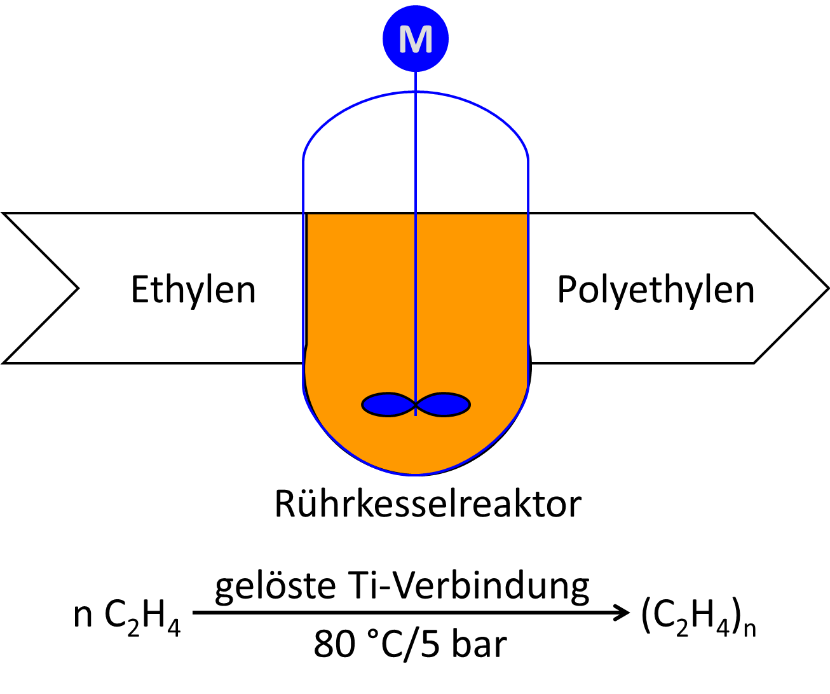 M
Ethylen
Polyethylen
Rührkesselreaktor
gelöste Ti-Verbindung
n C₂H₄ → (C₂H₄)ₙ
80 °C/5 bar